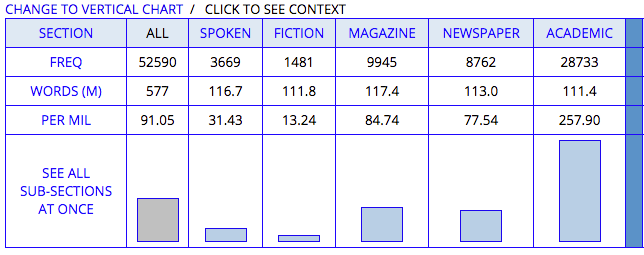 CHANGE TO VERTICAL CHART / CLICK TO SEE CONTEXT
SECTION ALL SPOKEN FICTION MAGAZINE NEWSPAPER ACADEMIC
FREQ 52590 3669 1481 9945 8762 28733
WORDS (M) 577 116.7 111.8 117.4 113.0 111.4
PER MIL 91.05 31.43 13.24 84.74 77.54 257.90
SEE ALL
SUB-SECTIONS
AT ONCE